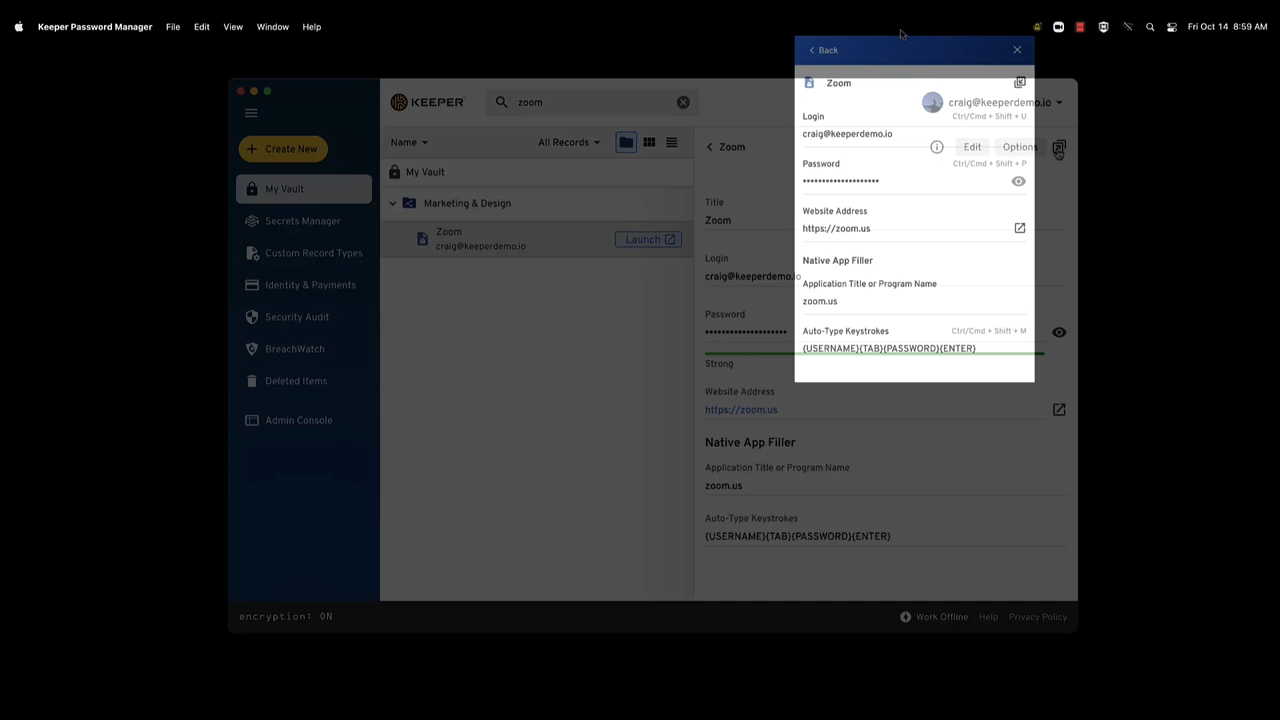 Keeper Password Manager File Edit View Window Help Fri Oct 14 8:59 AM
KEEPER
zoom
Create New
My Vault
Secrets Manager
Custom Record Types
Identity & Payments
Security Audit
BreachWatch
Deleted Items
Admin Console
Name All Records
My Vault
Marketing & Design
Zoom
craig@keeperdemo.io
Launch
craig@keeperdemo.io
Zoom Edit Options
Title
Zoom
Login
craig@keeperdemo.io
Password
••••••••••••••••••••
Strong
Website Address
https://zoom.us
Native App Filler
Application Title or Program Name
zoom.us
Auto-Type Keystrokes
{USERNAME}{TAB}{PASSWORD}{ENTER}
Back
Zoom
Login Ctrl/Cmd + Shift + U
craig@keeperdemo.io
Password Ctrl/Cmd + Shift + P
••••••••••••••••••••
Website Address
https://zoom.us
Native App Filler
Application Title or Program Name
zoom.us
Auto-Type Keystrokes Ctrl/Cmd + Shift + M
{USERNAME}{TAB}{PASSWORD}{ENTER}
encryption: ON Work Offline Help Privacy Policy